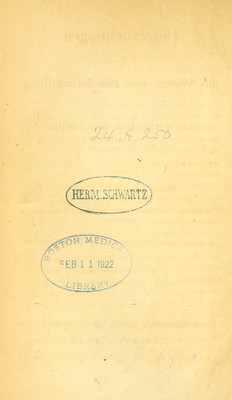 24 A 250
HERM. SCHWARTZ
BOSTON MEDICAL
FEB 11 1922
LIBRARY